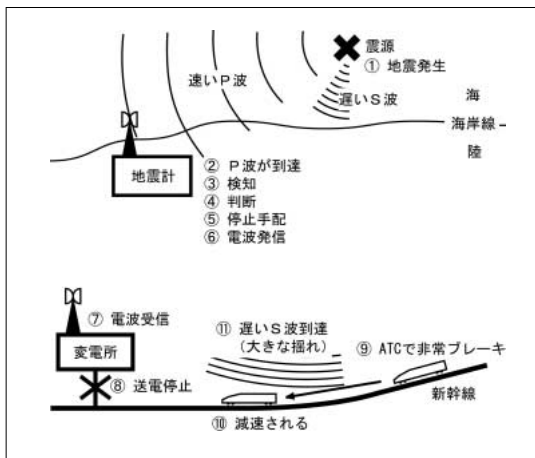 震源
① 地震発生
速いP波
遅いS波
海
海岸線
陸
地震計
② P波が到達
③ 検知
④ 判断
⑤ 停止手配
⑥ 電波発信
⑦ 電波受信
変電所
⑧ 送電停止
⑪ 遅いS波到達
(大きな揺れ)
⑨ ATCで非常ブレーキ
新幹線
⑩ 減速される